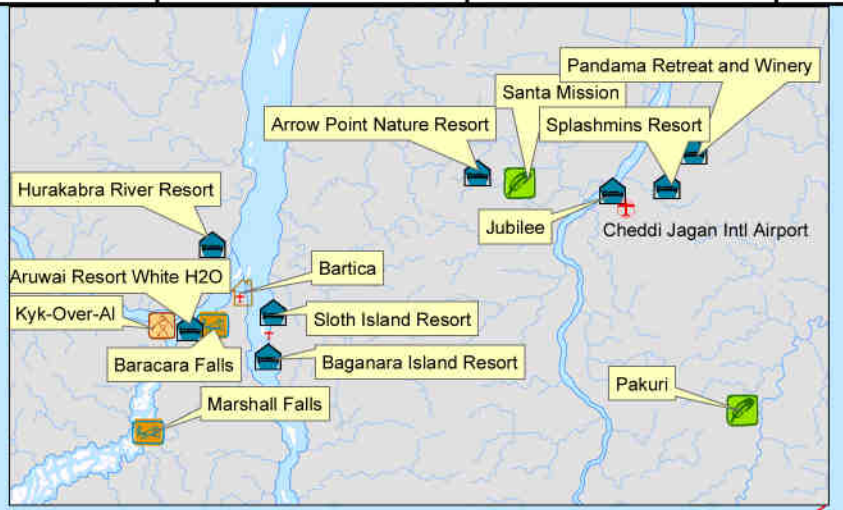 Pandama Retreat and Winery
Santa Mission
Arrow Point Nature Resort
Splashmins Resort
Hurakabra River Resort
Jubilee
Cheddi Jagan Intl Airport
Aruwai Resort White H2O
Bartica
Kyk-Over-Al
Sloth Island Resort
Baracara Falls
Baganara Island Resort
Pakuri
Marshall Falls